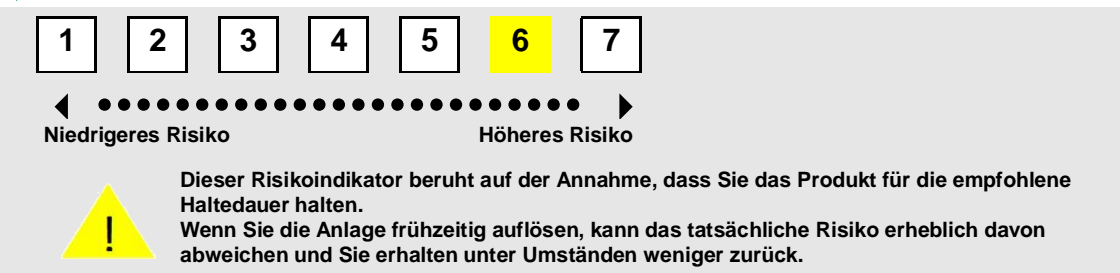 1 2 3 4 5 6 7
Niedrigeres Risiko Höheres Risiko
Dieser Risikoindikator beruht auf der Annahme, dass Sie das Produkt für die empfohlene
Haltedauer halten.
Wenn Sie die Anlage frühzeitig auflösen, kann das tatsächliche Risiko erheblich davon
abweichen und Sie erhalten unter Umständen weniger zurück.
!